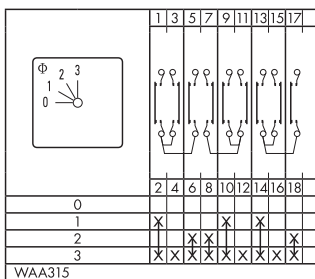 1 3 5 7 9 11 13 15 17
Φ
3
2
1
0
2 4 6 8 10 12 14 16 18
0
1 X X X
2 X X X
3 X X X X X X X X X
WAA315